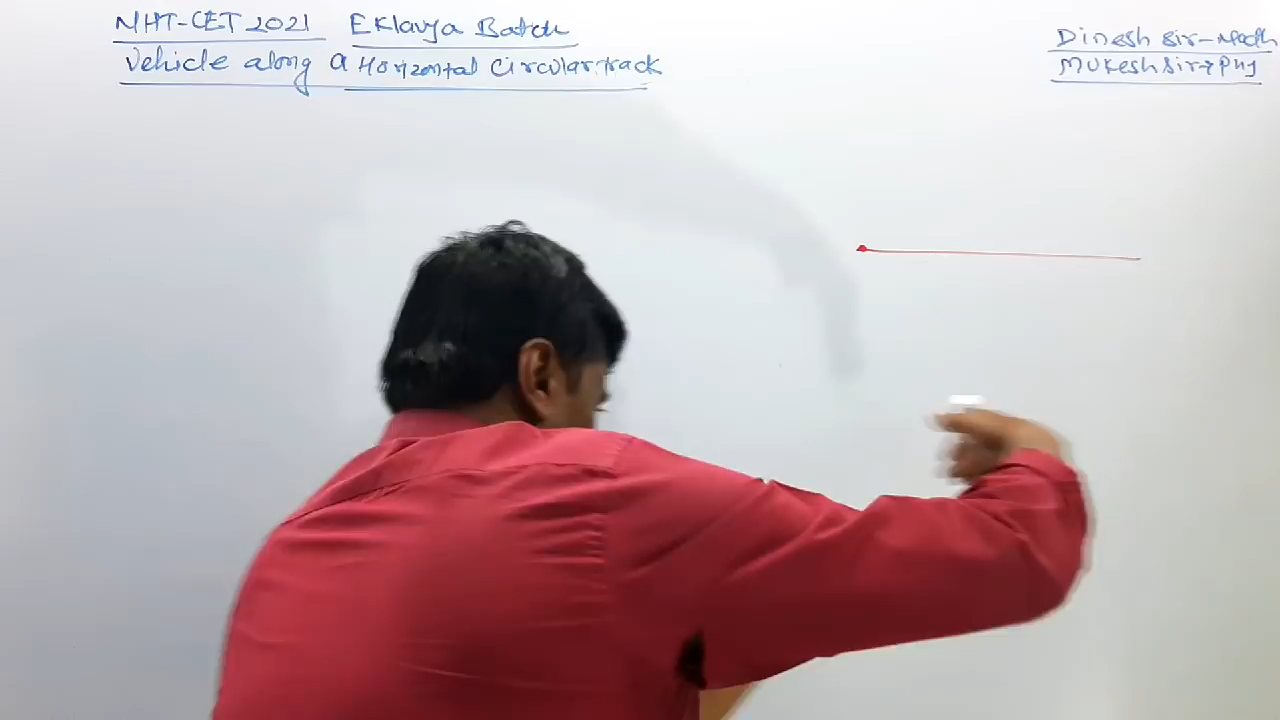 MHT-CET 2021 Eklavya Batch
Vehicle along a Horizontal Circular track
Dinesh Sir - Math
Mukesh Sir → Phy